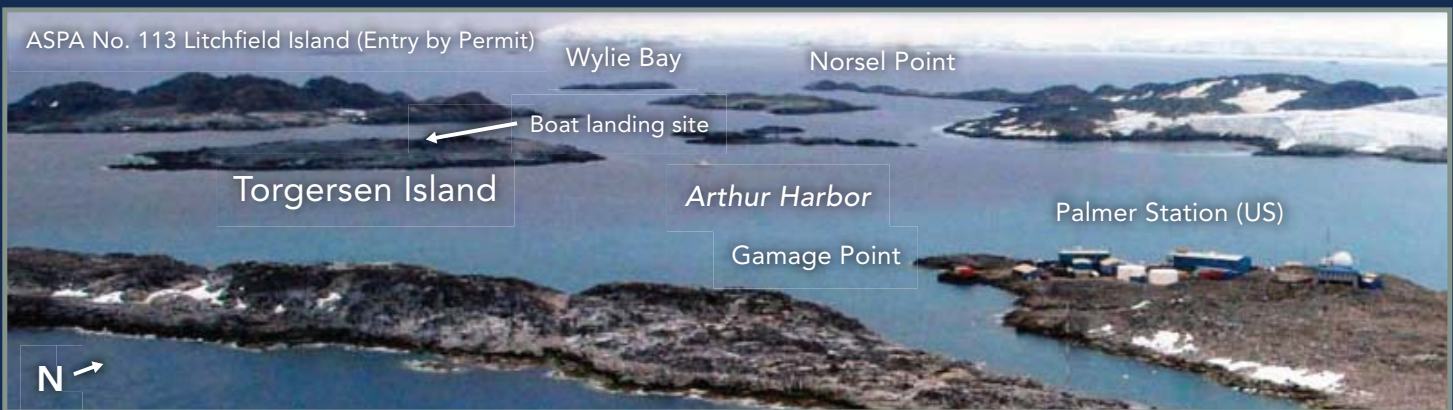 ASPA No. 113 Litchfield Island (Entry by Permit)
Wylie Bay
Norsel Point
Boat landing site
Torgersen Island
Arthur Harbor
Palmer Station (US)
Gamage Point
N